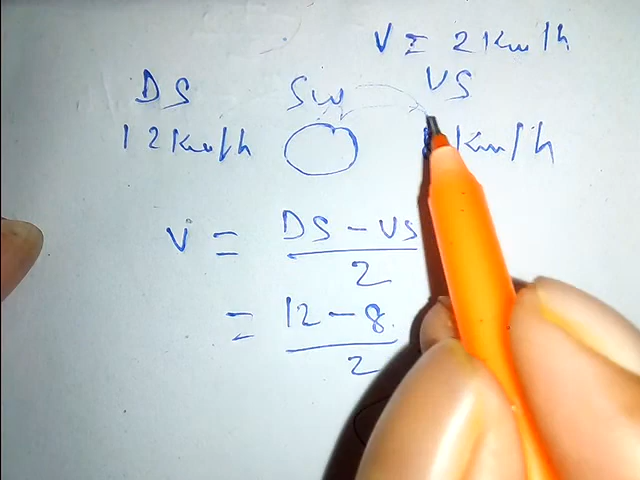 V = 2 Km/h
DS SW US
12 Km/h Km/h
V = DS - US
2
= 12 - 8
2